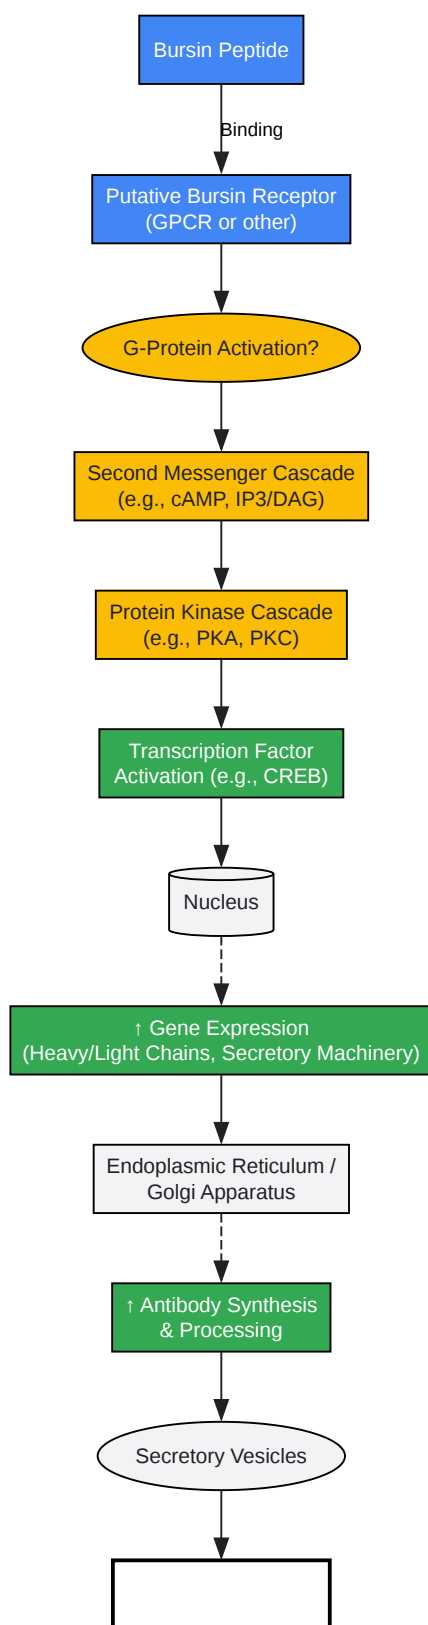 Bursin Peptide
Binding
Putative Bursin Receptor
(GPCR or other)
G-Protein Activation?
Second Messenger Cascade
(e.g., cAMP, IP3/DAG)
Protein Kinase Cascade
(e.g., PKA, PKC)
Transcription Factor
Activation (e.g., CREB)
Nucleus
↑ Gene Expression
(Heavy/Light Chains, Secretory Machinery)
Endoplasmic Reticulum /
Golgi Apparatus
↑ Antibody Synthesis
& Processing
Secretory Vesicles